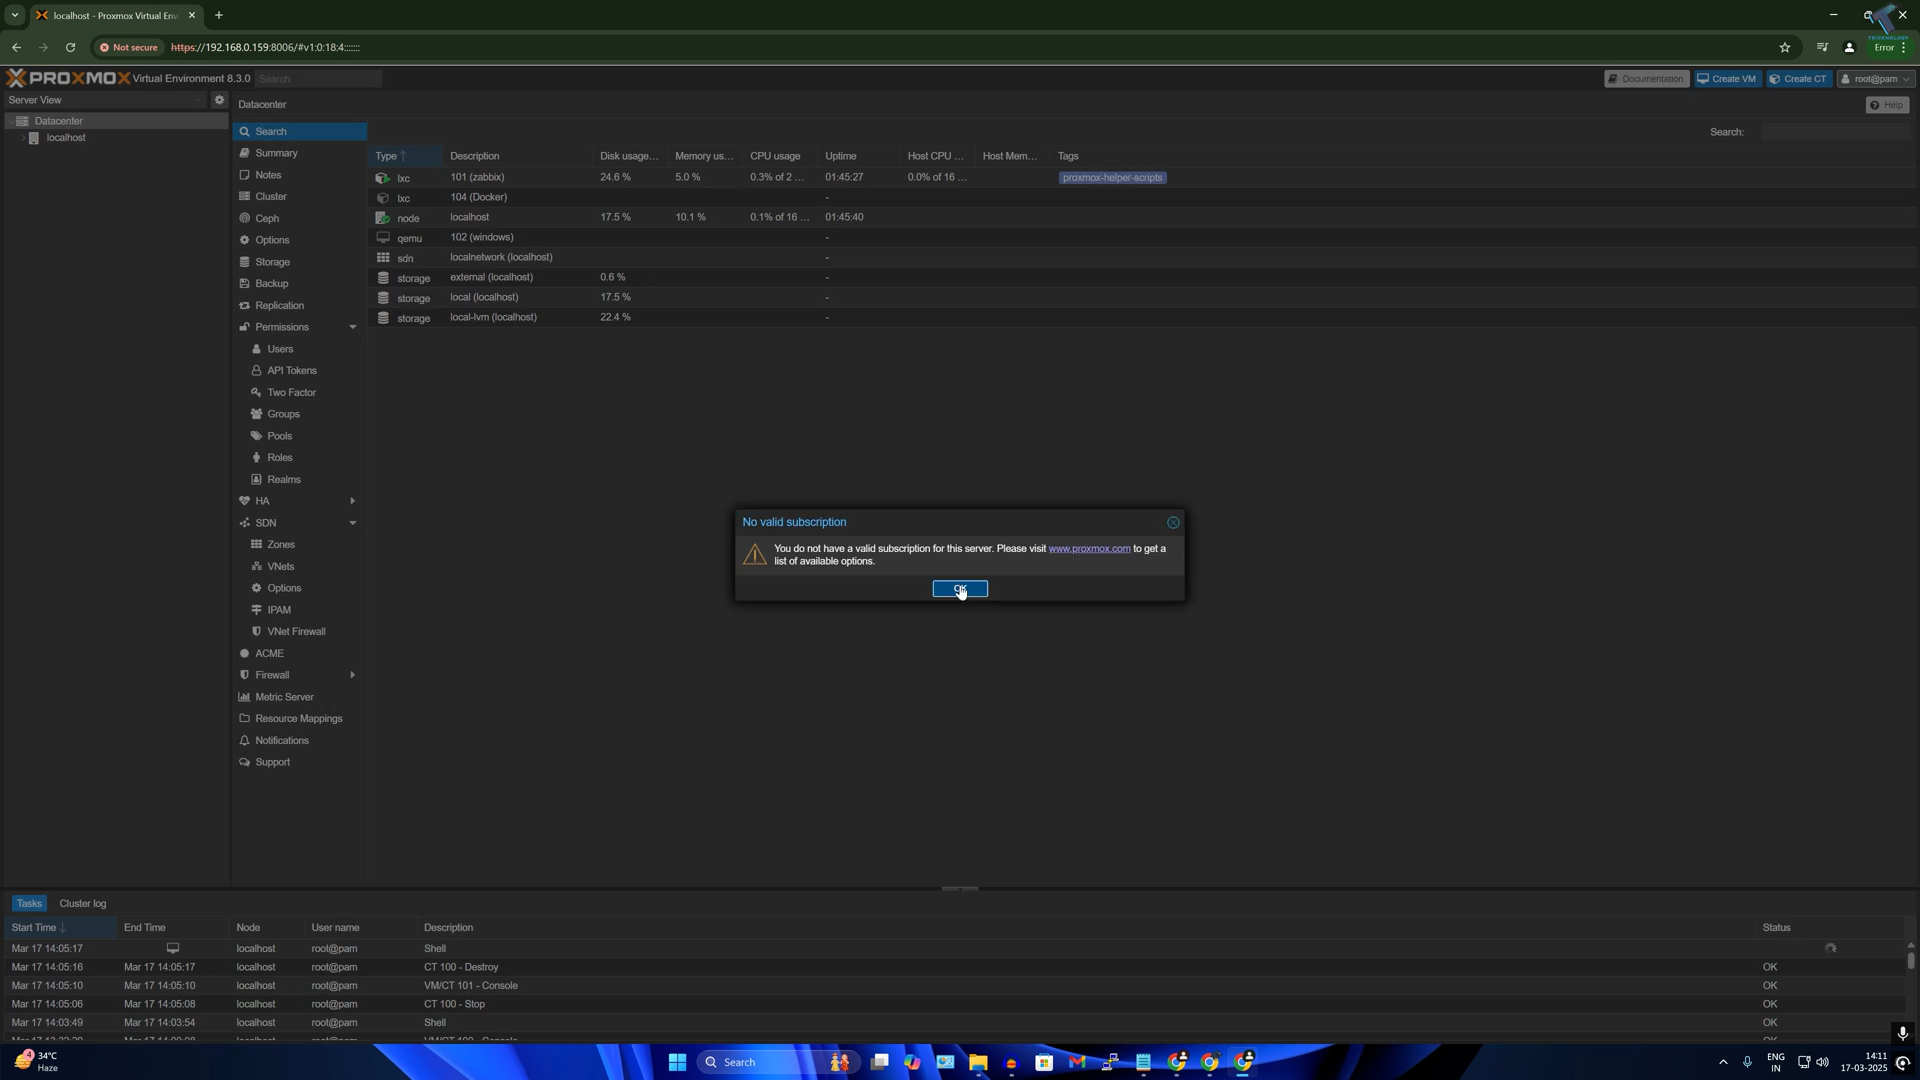 localhost - Proxmox Virtual Env
TRICKNOLOGY
Not secure
https://192.168.0.159:8006/#v1:0:18:4:::::::
Error
PROXMOX Virtual Environment 8.3.0
Search
Documentation
Create VM
Create CT
root@pam
Server View
Datacenter
Help
Datacenter
localhost
Search
Summary
Notes
Cluster
Ceph
Options
Storage
Backup
Replication
Permissions
Users
API Tokens
Two Factor
Groups
Pools
Roles
Realms
HA
SDN
Zones
VNets
Options
IPAM
VNet Firewall
ACME
Firewall
Metric Server
Resource Mappings
Notifications
Support
Search:
Type Description Disk usage... Memory us... CPU usage Uptime Host CPU ... Host Mem... Tags
lxc 101 (zabbix) 24.6 % 5.0 % 0.3% of 2 ... 01:45:27 0.0% of 16 ... proxmox-helper-scripts
lxc 104 (Docker) -
node localhost 17.5 % 10.1 % 0.1% of 16 ... 01:45:40
qemu 102 (windows) -
sdn localnetwork (localhost) -
storage external (localhost) 0.6 % -
storage local (localhost) 17.5 % -
storage local-lvm (localhost) 22.4 % -
No valid subscription
You do not have a valid subscription for this server. Please visit www.proxmox.com to get a
list of available options.
OK
Tasks Cluster log
Start Time End Time Node User name Description Status
Mar 17 14:05:17 localhost root@pam Shell
Mar 17 14:05:16 Mar 17 14:05:17 localhost root@pam CT 100 - Destroy OK
Mar 17 14:05:10 Mar 17 14:05:10 localhost root@pam VM/CT 101 - Console OK
Mar 17 14:05:06 Mar 17 14:05:08 localhost root@pam CT 100 - Stop OK
Mar 17 14:03:49 Mar 17 14:03:54 localhost root@pam Shell OK
4
34°C
Haze
Search
ENG
IN
14:11
17-03-2025